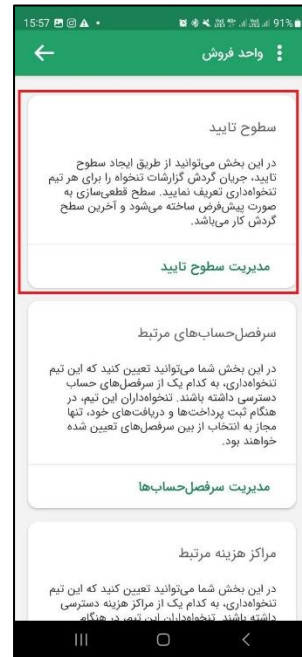 15:57
91%
واحد فروش
سطوح تایید
در این بخش می‌توانید از طریق ایجاد سطوح
تایید، جریان گردش گزارشات تنخواه را برای هر تیم
تنخواه‌داری تعریف نمایید. سطح قطعی‌سازی به
صورت پیش‌فرض ساخته می‌شود و آخرین سطح
گردش کار می‌باشد.
مدیریت سطوح تایید
سرفصل‌حساب‌های مرتبط
در این بخش شما می‌توانید تعیین کنید که این تیم
تنخواه‌داری، به کدام یک از سرفصل‌های حساب
دسترسی داشته باشند. تنخواه‌داران این تیم، در
هنگام ثبت پرداخت‌ها و دریافت‌های خود، تنها
مجاز به انتخاب از بین سرفصل‌های تعیین شده
خواهند بود.
مدیریت سرفصل‌حساب‌ها
مراکز هزینه مرتبط
در این بخش شما می‌توانید تعیین کنید که این تیم
تنخواه‌داری، به کدام یک از مراکز هزینه دسترسی
داشته باشند. تنخواه‌داران این تیم، در هنگام